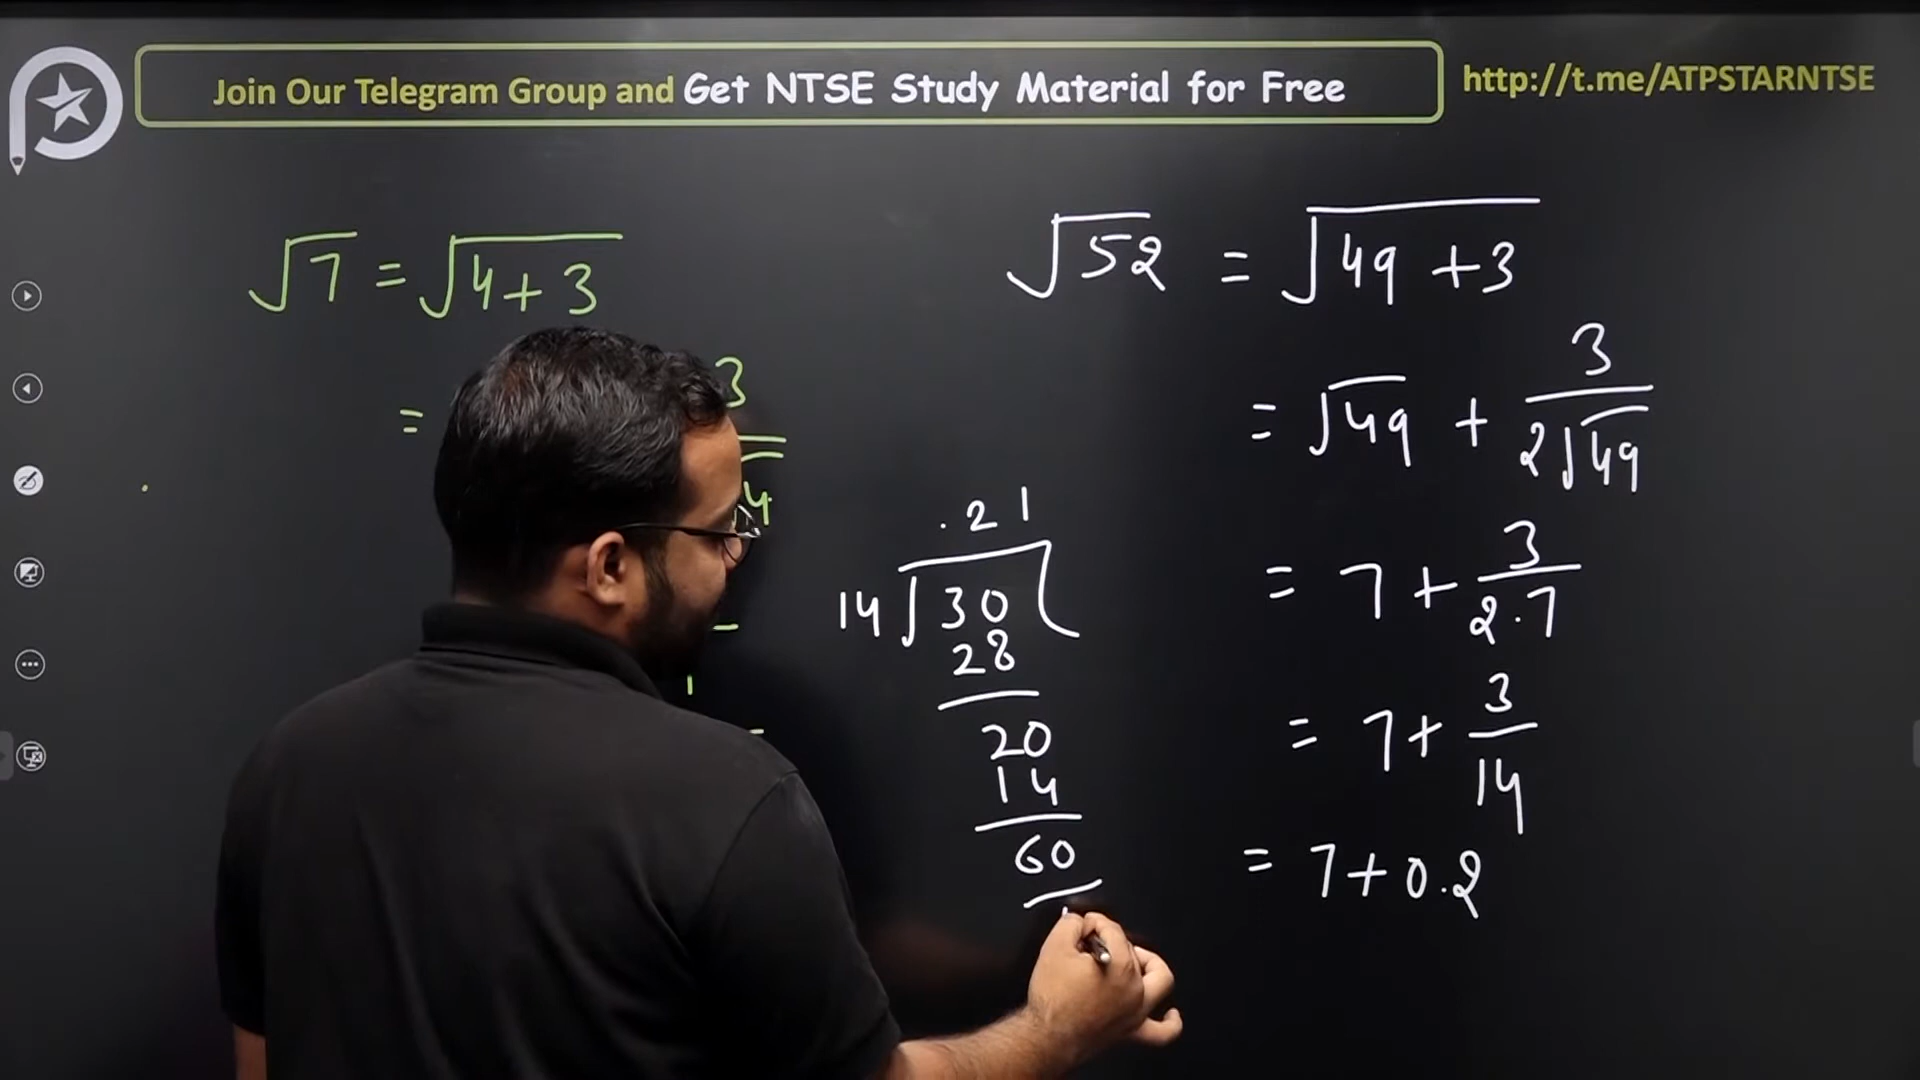 Join Our Telegram Group and Get NTSE Study Material for Free
http://t.me/ATPSTARNTSE
√7 = √4+3
=
3
4
.21
14√30
28
20
14
60
√52 = √49+3
= √49 + 3/2√49
= 7 + 3/2·7
= 7 + 3/14
= 7+0.2